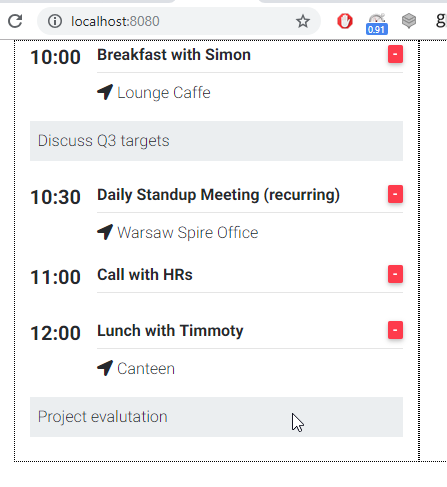 localhost:8080
0.91
g
10:00 Breakfast with Simon -
Lounge Caffe
Discuss Q3 targets
10:30 Daily Standup Meeting (recurring) -
Warsaw Spire Office
11:00 Call with HRs -
12:00 Lunch with Timmoty -
Canteen
Project evalutation